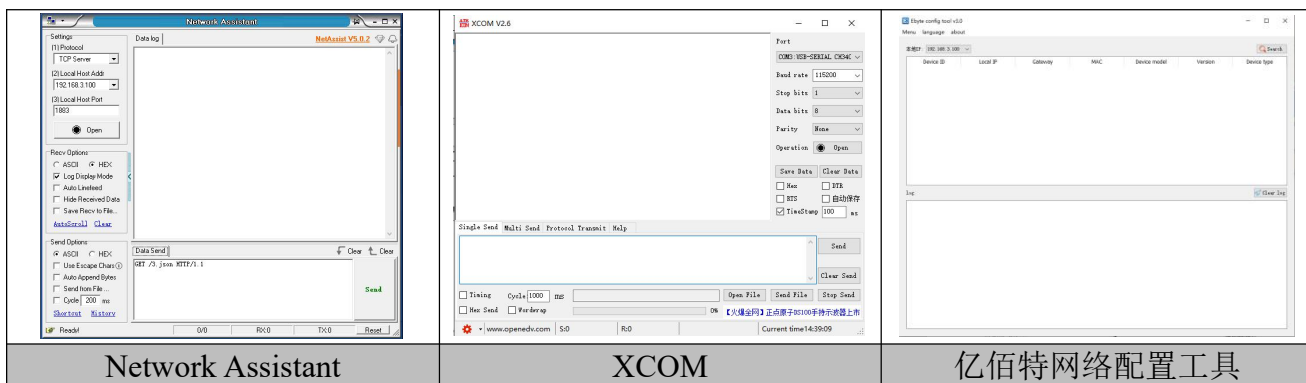 Network Assistant
Settings
(1) Protocol
TCP Server
(2) Local Host Addr
192.168.3.100
(3) Local Host Port
1883
Open
Recv Options
ASCII HEX
Log Display Mode
Auto Linefeed
Hide Received Data
Save Recv to File...
AutoScroll Clear
Send Options
ASCII HEX
Use Escape Chars
Auto Append Bytes
Send from File ...
Cycle 200 ms
Shortcut History
Data log NetAssist V5.0.2
Data Send Clear Clear
GET /3.json HTTP/1.1
Send
Ready! 0/0 RX:0 TX:0 Reset
XCOM V2.6
Port
COM3:USB-SERIAL CH340
Baud rate 115200
Stop bits 1
Data bits 8
Parity None
Operation Open
Save Data Clear Data
Hex DTR
RTS 自动保存
TimeStamp 100 ms
Single Send Multi Send Protocol Transmit Help
Send
Clear Send
Timing Cycle 1000 ms Open File Send File Stop Send
Hex Send Wordwrap 0% 【火爆全网】正点原子DS100手持示波器上市
www.openedv.com S:0 R:0 Current time14:39:09
Ebyte config tool v3.0
Menu language about
本地IP: 192.168.3.100 Search
Device ID Local IP Gateway MAC Device model Version Device type
log Clear log
Network Assistant
XCOM
亿佰特网络配置工具